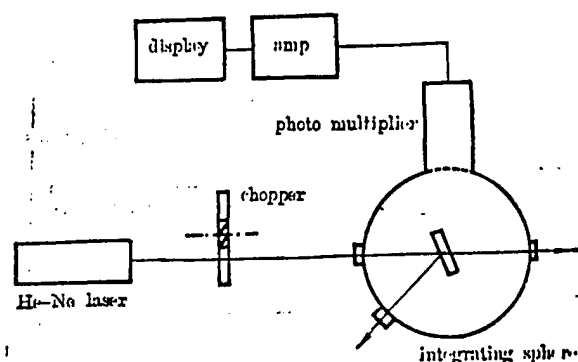 display
amp
photo multiplier
chopper
He-Ne laser
integrating sphere